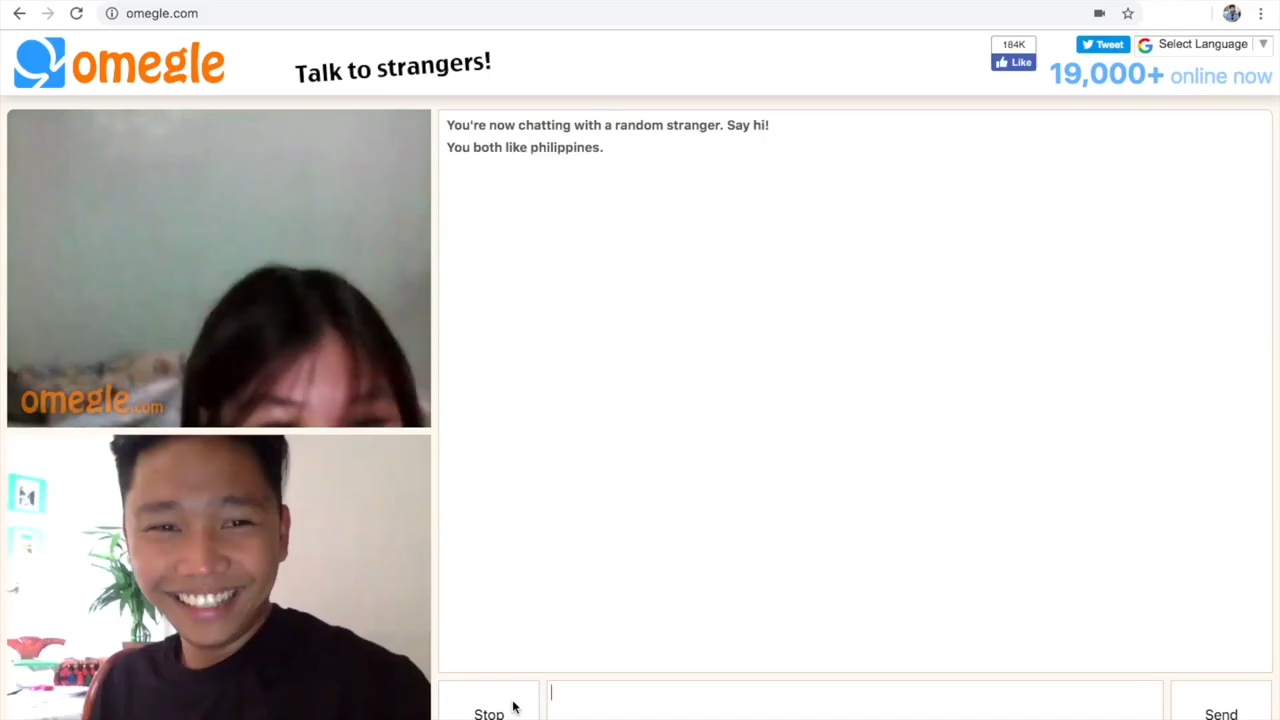 omegle.com
omegle
Talk to strangers!
184K
Like
Tweet
Select Language
19,000+ online now
You're now chatting with a random stranger. Say hi!
You both like philippines.
omegle.com
Stop
Send